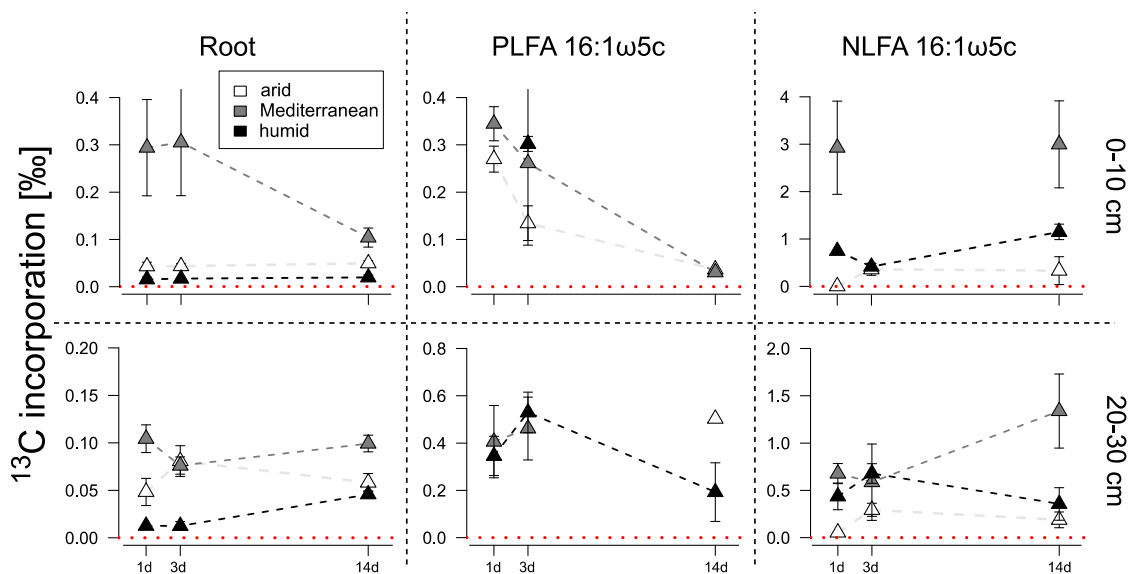 Root PLFA 16:1ω5c NLFA 16:1ω5c
arid
Mediterranean
humid
13C incorporation [‰]
0.4 0.4 4
0.3 0.3 3
0.2 0.2 2
0.1 0.1 1
0.0 0.0 0
0-10 cm
0.20 0.8 2.0
0.15 0.6 1.5
0.10 0.4 1.0
0.05 0.2 0.5
0.00 0.0 0.0
20-30 cm
1d 3d 14d 1d 3d 14d 1d 3d 14d